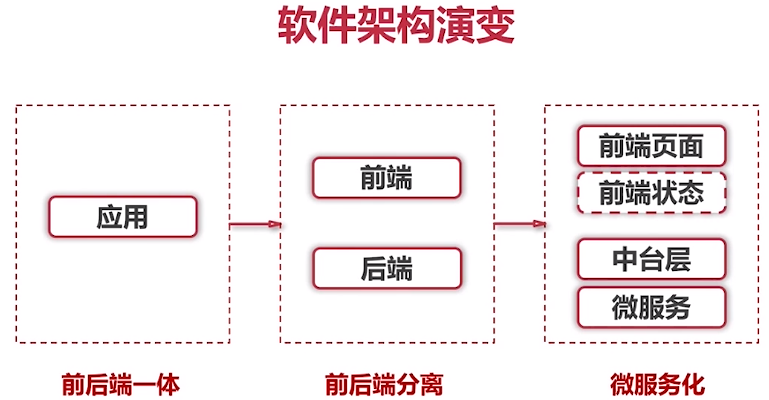 软件架构演变
应用
前端
后端
前端页面
前端状态
中台层
微服务
前后端一体
前后端分离
微服务化